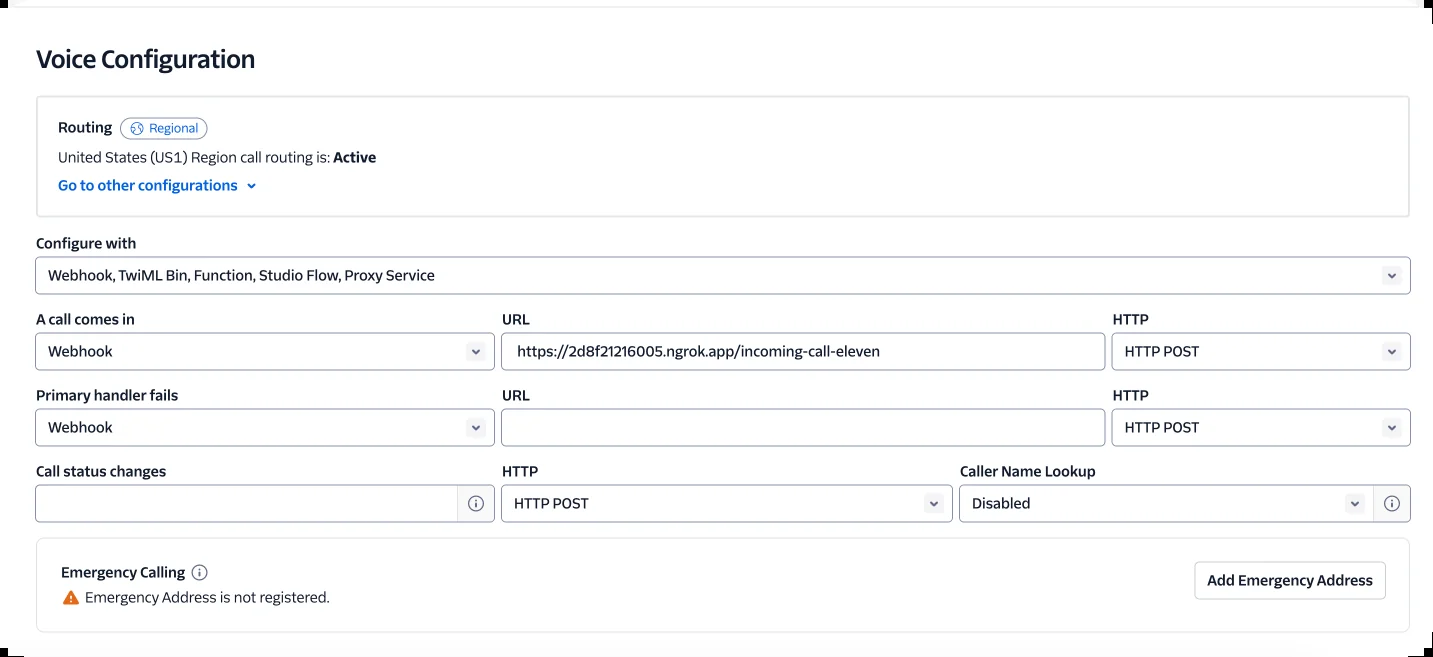 Voice Configuration
Routing Regional
United States (US1) Region call routing is: Active
Go to other configurations
Configure with
Webhook, TwiML Bin, Function, Studio Flow, Proxy Service
A call comes in URL HTTP
Webhook https://2d8f21216005.ngrok.app/incoming-call-eleven HTTP POST
Primary handler fails URL HTTP
Webhook HTTP POST
Call status changes HTTP Caller Name Lookup
HTTP POST Disabled
Emergency Calling
Emergency Address is not registered.
Add Emergency Address